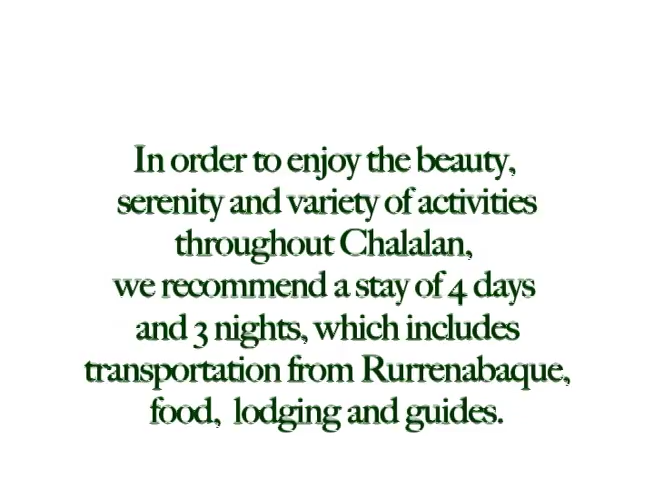 In order to enjoy the beauty,
serenity and variety of activities
throughout Chalalan,
we recommend a stay of 4 days
and 3 nights, which includes
transportation from Rurrenabaque,
food, lodging and guides.